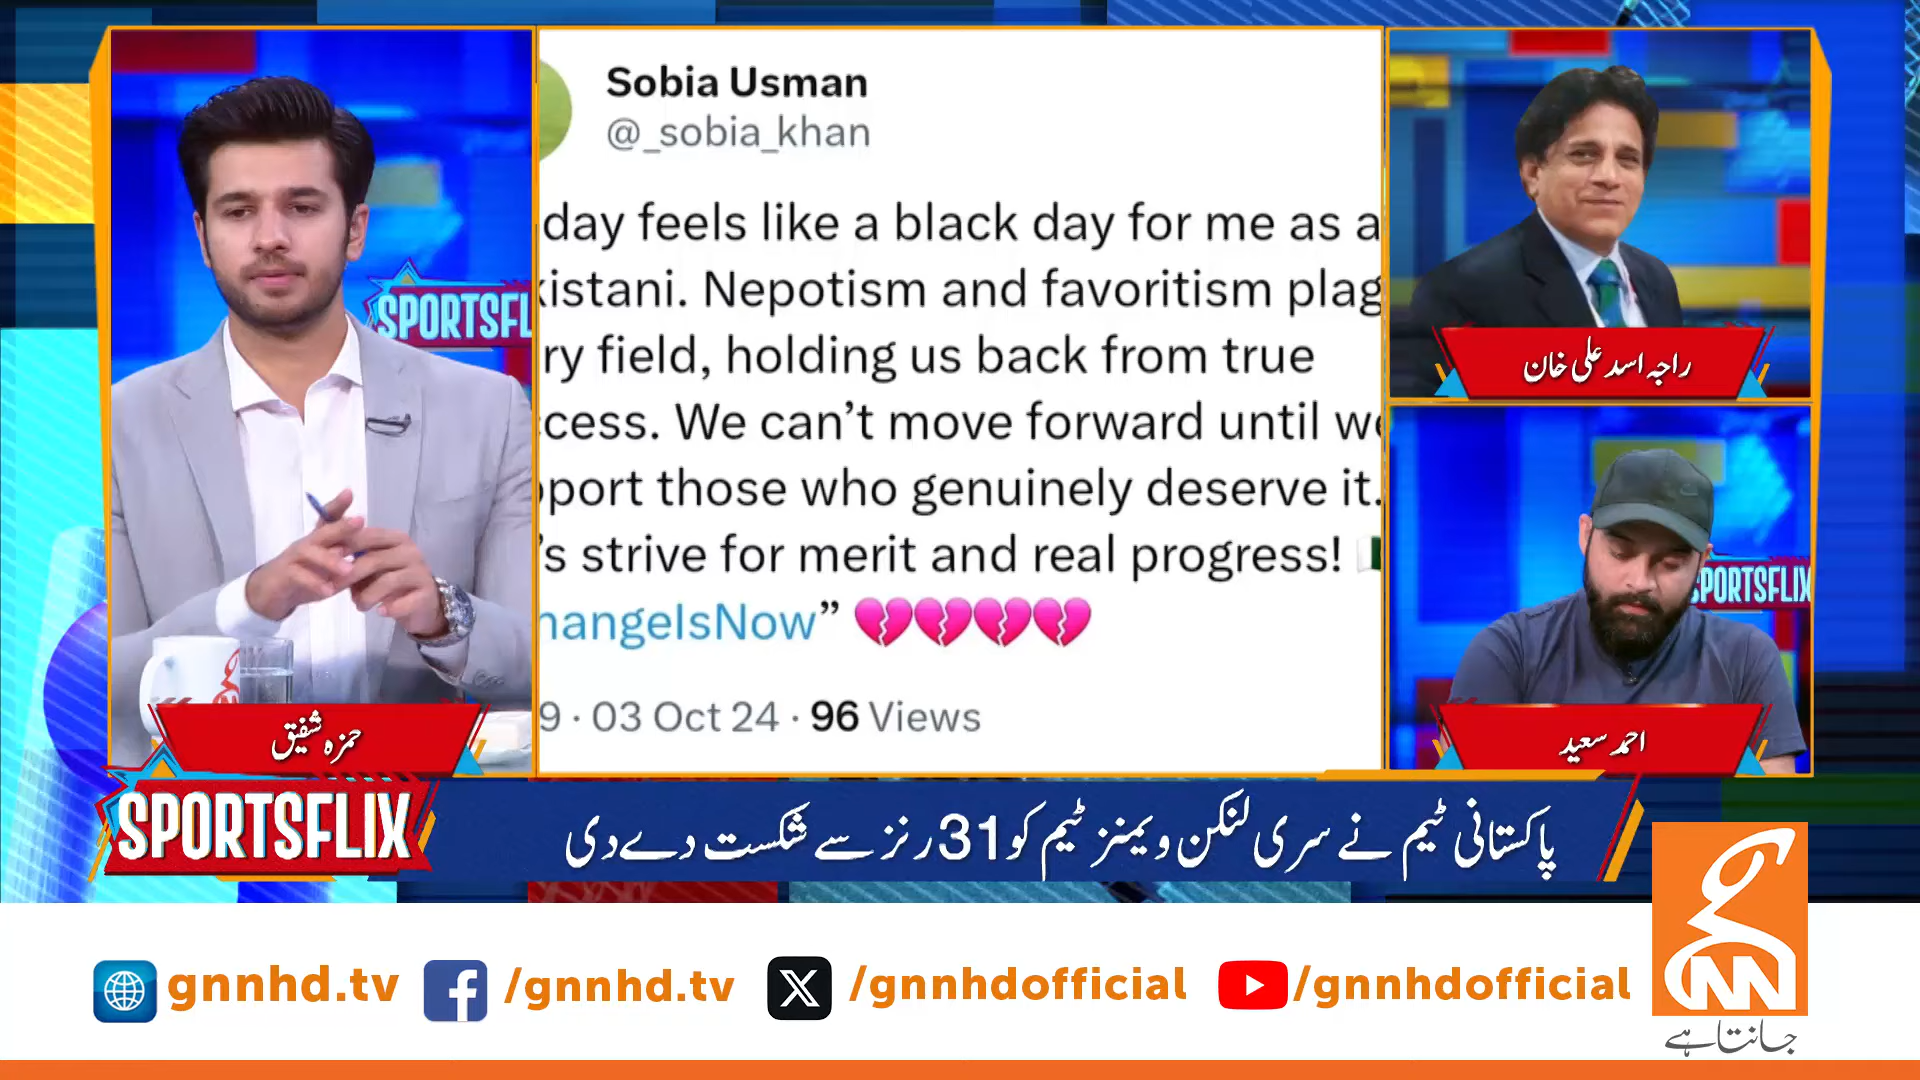 Sobia Usman
@_sobia_khan
day feels like a black day for me as a
kistani. Nepotism and favoritism plag
ry field, holding us back from true
ccess. We can’t move forward until we
pport those who genuinely deserve it.
’s strive for merit and real progress!
hangeIsNow” 💔💔💔💔
9 · 03 Oct 24 · 96 Views
SPORTSFL
راجہ اسد علی خان
SPORTSFLIX
حمزہ شفیق
احمد سعید
SPORTSFLIX
پاکستانی ٹیم نے سری لنکن ویمنز ٹیم کو 31 رنز سے شکست دے دی
gnnhd.tv
/gnnhd.tv
/gnnhdofficial
/gnnhdofficial
GNN
جانتا ہے